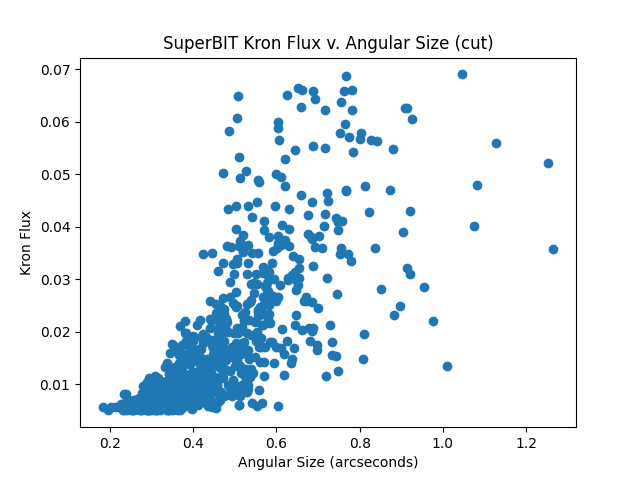 SuperBIT Kron Flux v. Angular Size (cut)
0.07
0.06
0.05
0.04
0.03
0.02
0.01
Kron Flux
0.2 0.4 0.6 0.8 1.0 1.2
Angular Size (arcseconds)